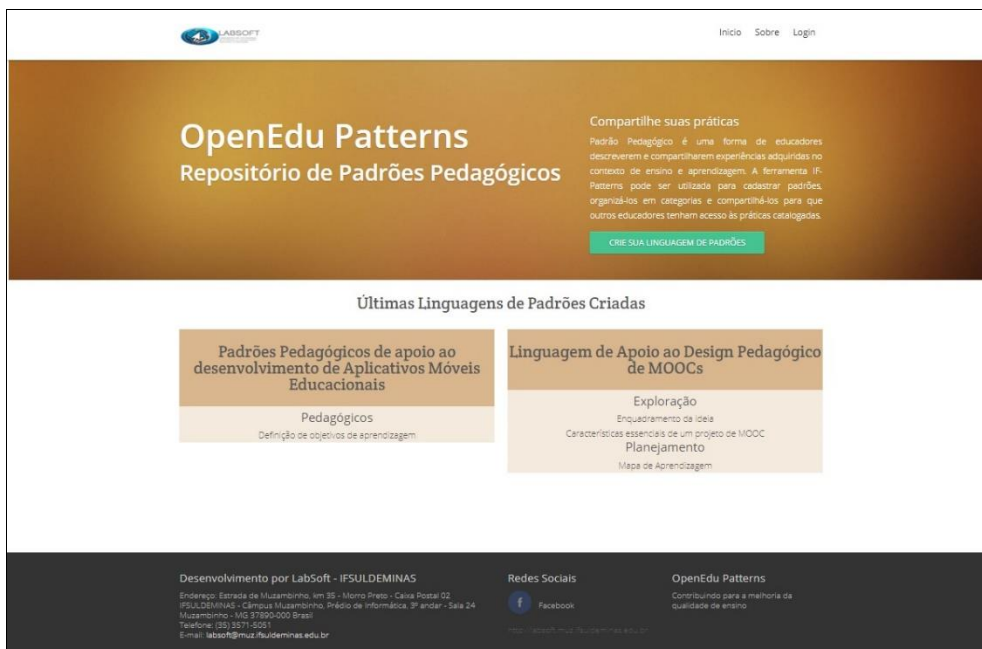 LABSOFT
Inicio Sobre Login
OpenEdu Patterns
Repositório de Padrões Pedagógicos
Compartilhe suas práticas
Padrão Pedagógico é uma forma de educadores
descreverem e compartilharem experiências adquiridas no
contexto de ensino e aprendizagem. A ferramenta IF-
Patterns pode ser utilizada para cadastrar padrões,
organizá-los em categorias e compartilhá-los para que
outros educadores tenham acesso às práticas catalogadas.
CRIE SUA LINGUAGEM DE PADRÕES
Últimas Linguagens de Padrões Criadas
Padrões Pedagógicos de apoio ao
desenvolvimento de Aplicativos Móveis
Educacionais
Pedagógicos
Definição de objetivos de aprendizagem
Linguagem de Apoio ao Design Pedagógico
de MOOCs
Exploração
Enquadramento da ideia
Características essenciais de um projeto de MOOC
Planejamento
Mapa de Aprendizagem
Desenvolvimento por LabSoft - IFSULDEMINAS
Endereço: Estrada de Muzambinho, km 35 - Morro Preto - Caixa Postal 02
IFSULDEMINAS - Câmpus Muzambinho, Prédio de Informática, 3º andar - Sala 24
Muzambinho - MG 37890-000 Brasil
Telefone: (35) 3571-5051
E-mail: labsoft@muz.ifsuldeminas.edu.br
Redes Sociais
f Facebook
http://labsoft.muz.ifsuldeminas.edu.br
OpenEdu Patterns
Contribuindo para a melhoria da
qualidade de ensino